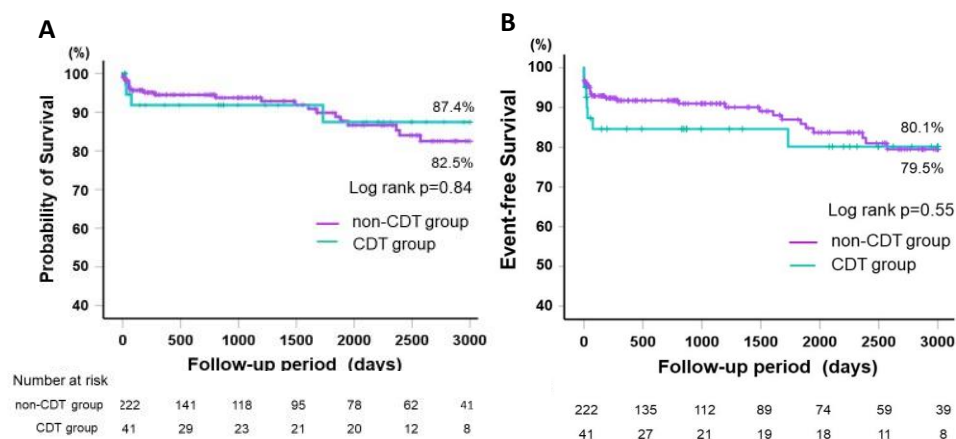 A
(%)
100
90
80
70
60
50
40
Probability of Survival
87.4%
82.5%
Log rank p=0.84
non-CDT group
CDT group
0 500 1000 1500 2000 2500 3000
Follow-up period (days)
Number at risk
non-CDT group 222 141 118 95 78 62 41
CDT group 41 29 23 21 20 12 8
B
(%)
100
90
80
70
60
50
40
Event-free Survival
80.1%
79.5%
Log rank p=0.55
non-CDT group
CDT group
0 500 1000 1500 2000 2500 3000
Follow-up period (days)
222 135 112 89 74 59 39
41 27 21 19 18 11 8